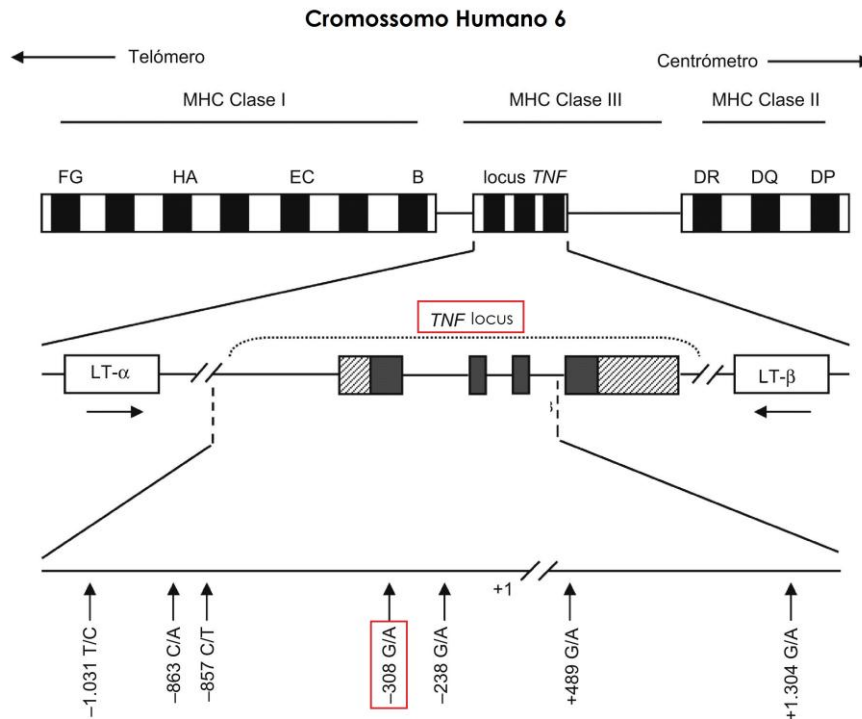 Cromossomo Humano 6
Telómero
Centrómetro
MHC Clase I
MHC Clase III
MHC Clase II
FG HA EC B locus TNF DR DQ DP
TNF locus
LT-α
LT-β
+1
–1.031 T/C
–863 C/A
–857 C/T
–308 G/A
–238 G/A
+489 G/A
+1.304 G/A